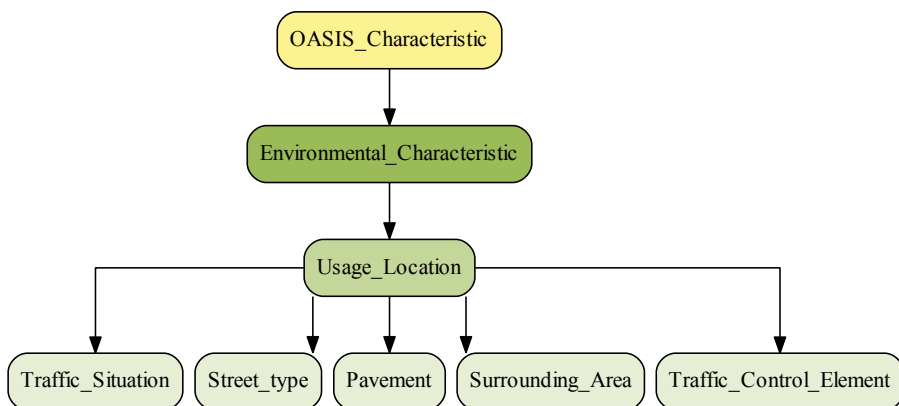 OASIS_Characteristic
Environmental_Characteristic
Usage_Location
Traffic_Situation
Street_type
Pavement
Surrounding_Area
Traffic_Control_Element